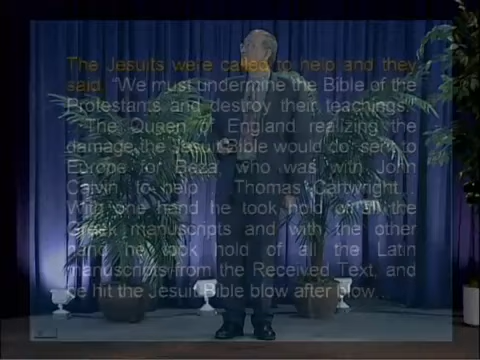 The Jesuits were called to help and they
said, "We must undermine the Bible of the
Protestants and destroy their teachings".
The Queen of England realizing the
damage the Jesuit Bible would do, sent to
Europe for Beza, who was with John
Calvin, to help Thomas Cartwright.
With one hand he took hold of all the
Greek manuscripts and with the other
hand he took hold of all the Latin
manuscripts from the Received Text, and
he hit the Jesuit Bible blow after blow.